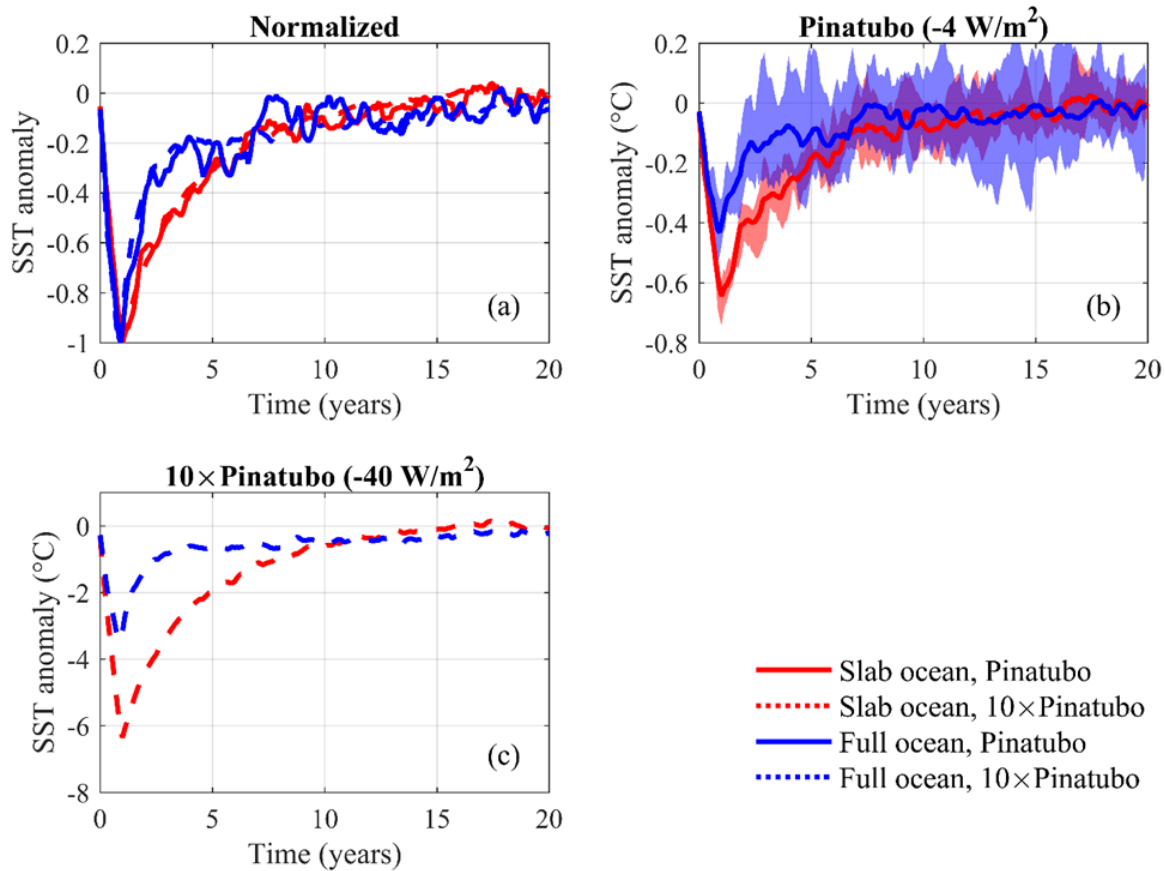 Normalized
0.2
0
-0.2
-0.4
-0.6
-0.8
-1
SST anomaly
(a)
0 5 10 15 20
Time (years)
Pinatubo (-4 W/m²)
0.2
0
-0.2
-0.4
-0.6
-0.8
SST anomaly (°C)
(b)
0 5 10 15 20
Time (years)
10×Pinatubo (-40 W/m²)
0
-2
-4
-6
-8
SST anomaly (°C)
(c)
0 5 10 15 20
Time (years)
Slab ocean, Pinatubo
Slab ocean, 10×Pinatubo
Full ocean, Pinatubo
Full ocean, 10×Pinatubo